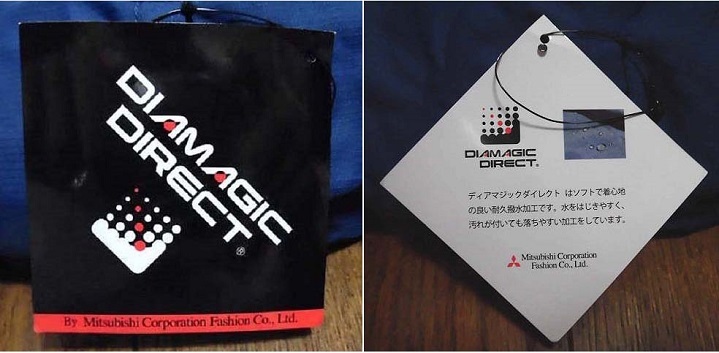 DIAMAGIC
DIRECT®
By Mitsubishi Corporation Fashion Co., Ltd.
DIAMAGIC
DIRECT®
ディアマジックダイレクト はソフトで着心地
の良い耐久撥水加工です。水をはじきやすく、
汚れが付いても落ちやすい加工をしています。
Mitsubishi Corporation
Fashion Co., Ltd.